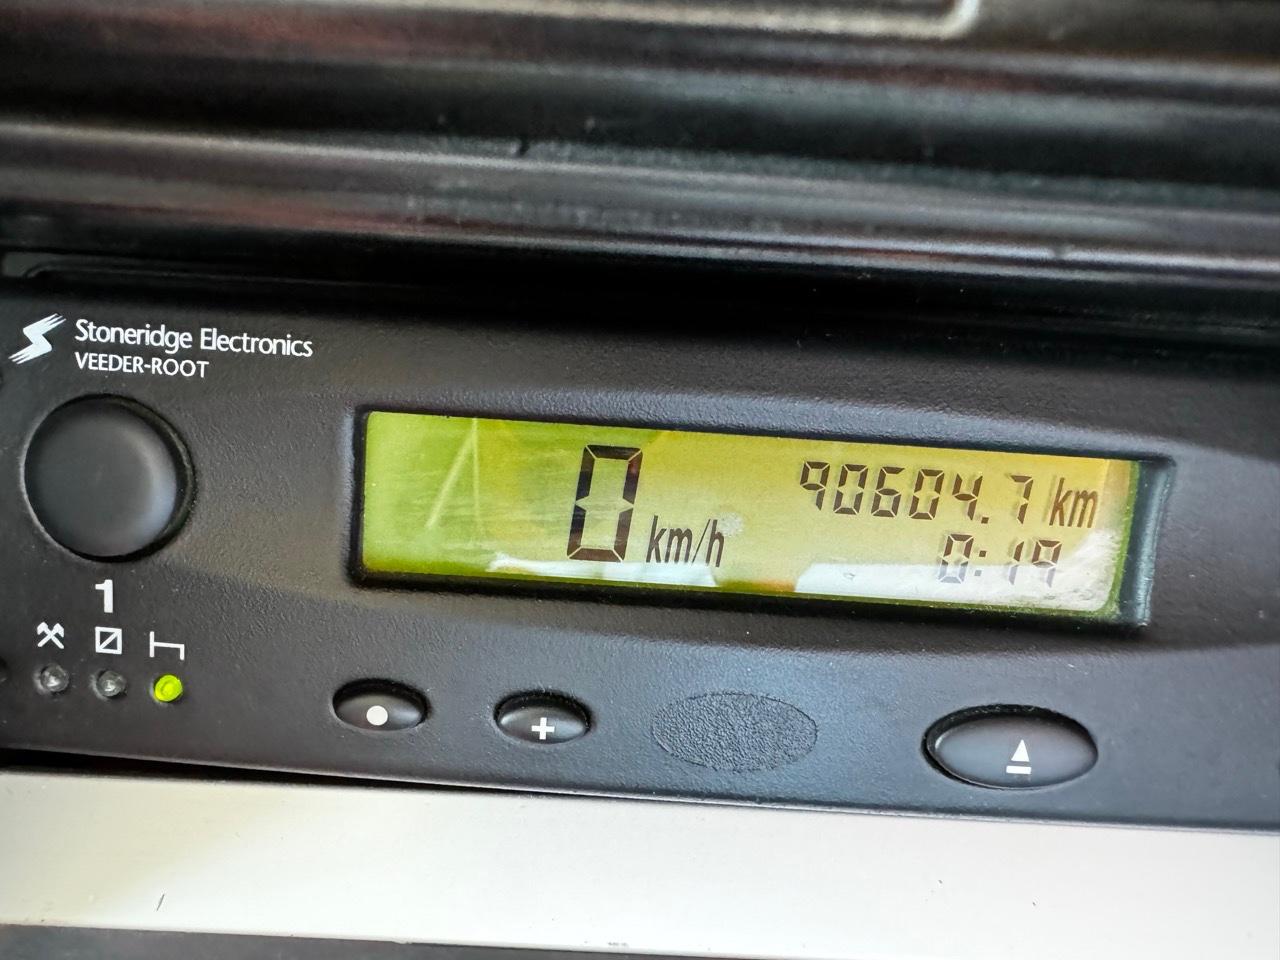 Stoneridge Electronics
VEEDER-ROOT
0 km/h
90604.7 km
0:19
1